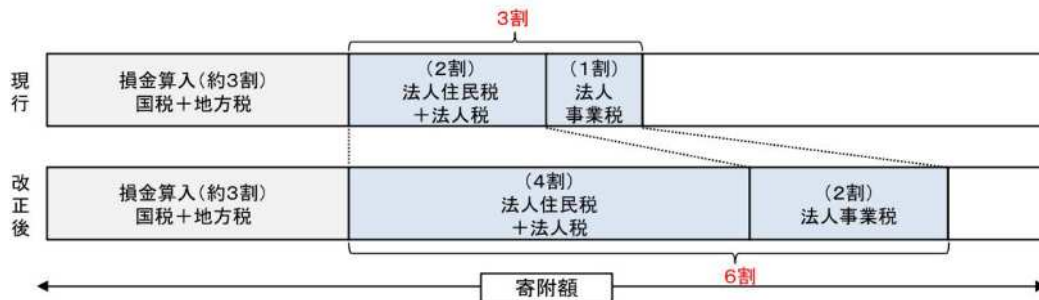 3割
現行
損金算入(約3割)
国税+地方税
(2割)
法人住民税
+法人税
(1割)
法人
事業税
改正後
損金算入(約3割)
国税+地方税
(4割)
法人住民税
+法人税
(2割)
法人事業税
6割
寄附額